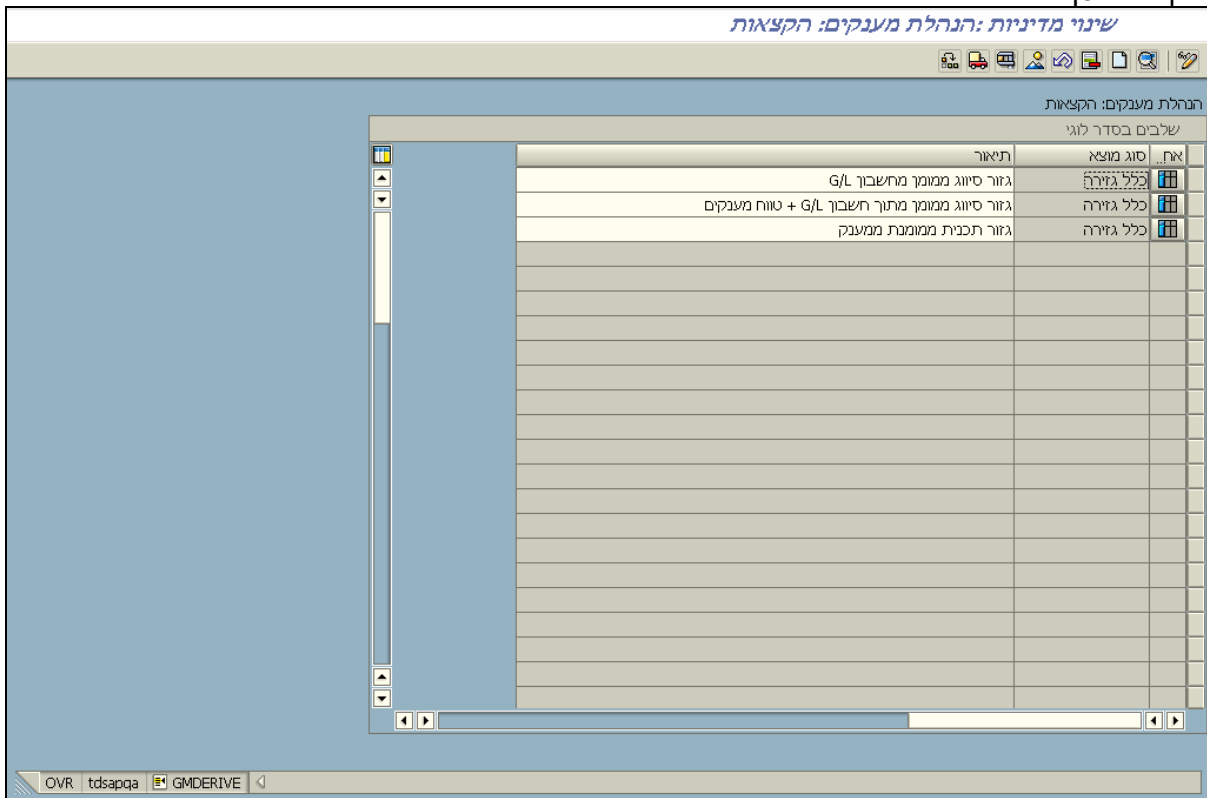 שינוי מדיניות :הנהלת מענקים: הקצאות
הנהלת מענקים: הקצאות
שלבים בסדר לוגי
אח.. סוג מוצא תיאור
כלל גזירה גזור סיווג ממומן מחשבון G/L
כלל גזירה גזור סיווג ממומן מתוך חשבון G/L + טווח מענקים
כלל גזירה גזור תכנית ממומנת ממענק
OVR tdsapqa GMDERIVE